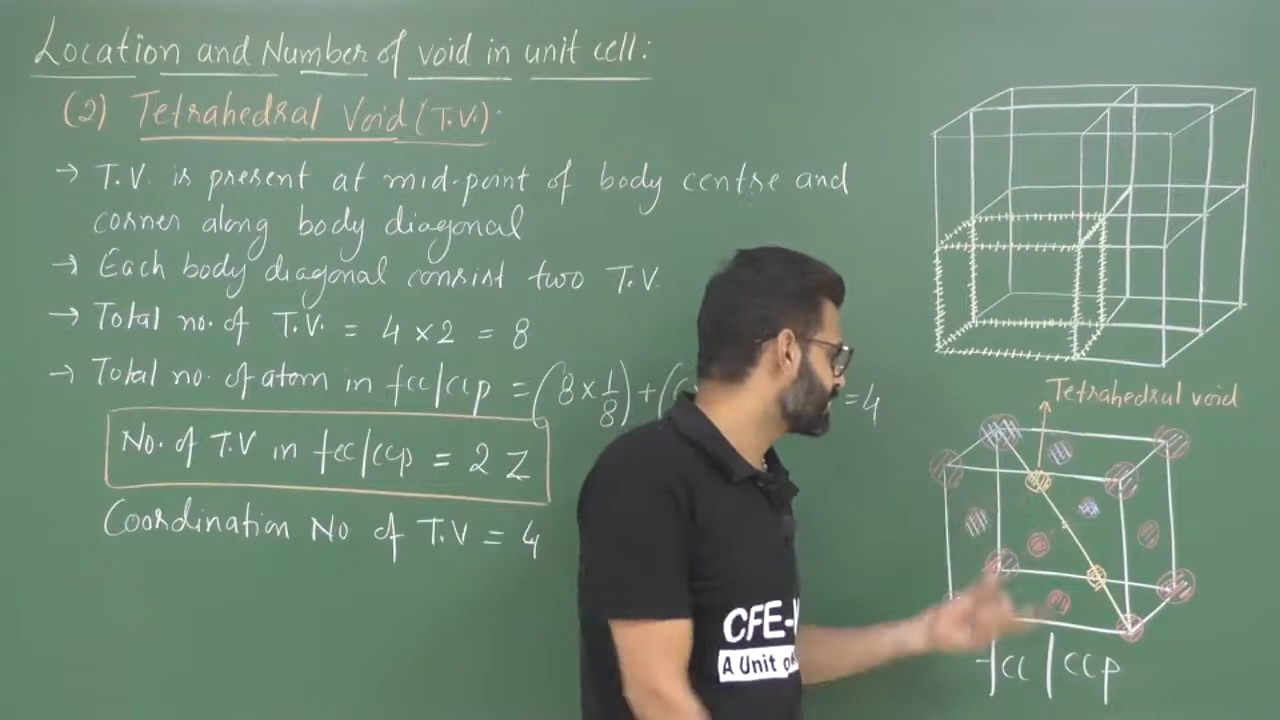 Location and Number of void in unit cell:
(2) Tetrahedral Void (T.V.)
→ T.V. is present at mid-point of body centre and
corner along body diagonal
→ Each body diagonal consist two T.V.
→ Total no. of T.V. = 4 × 2 = 8
→ Total no. of atom in fcc/ccp = (8 × 1/8) + ( = 4
No. of T.V in fcc/ccp = 2 Z
Coordination No of T.V = 4
Tetrahedral void
fcc | ccp
CFE-
A Unit